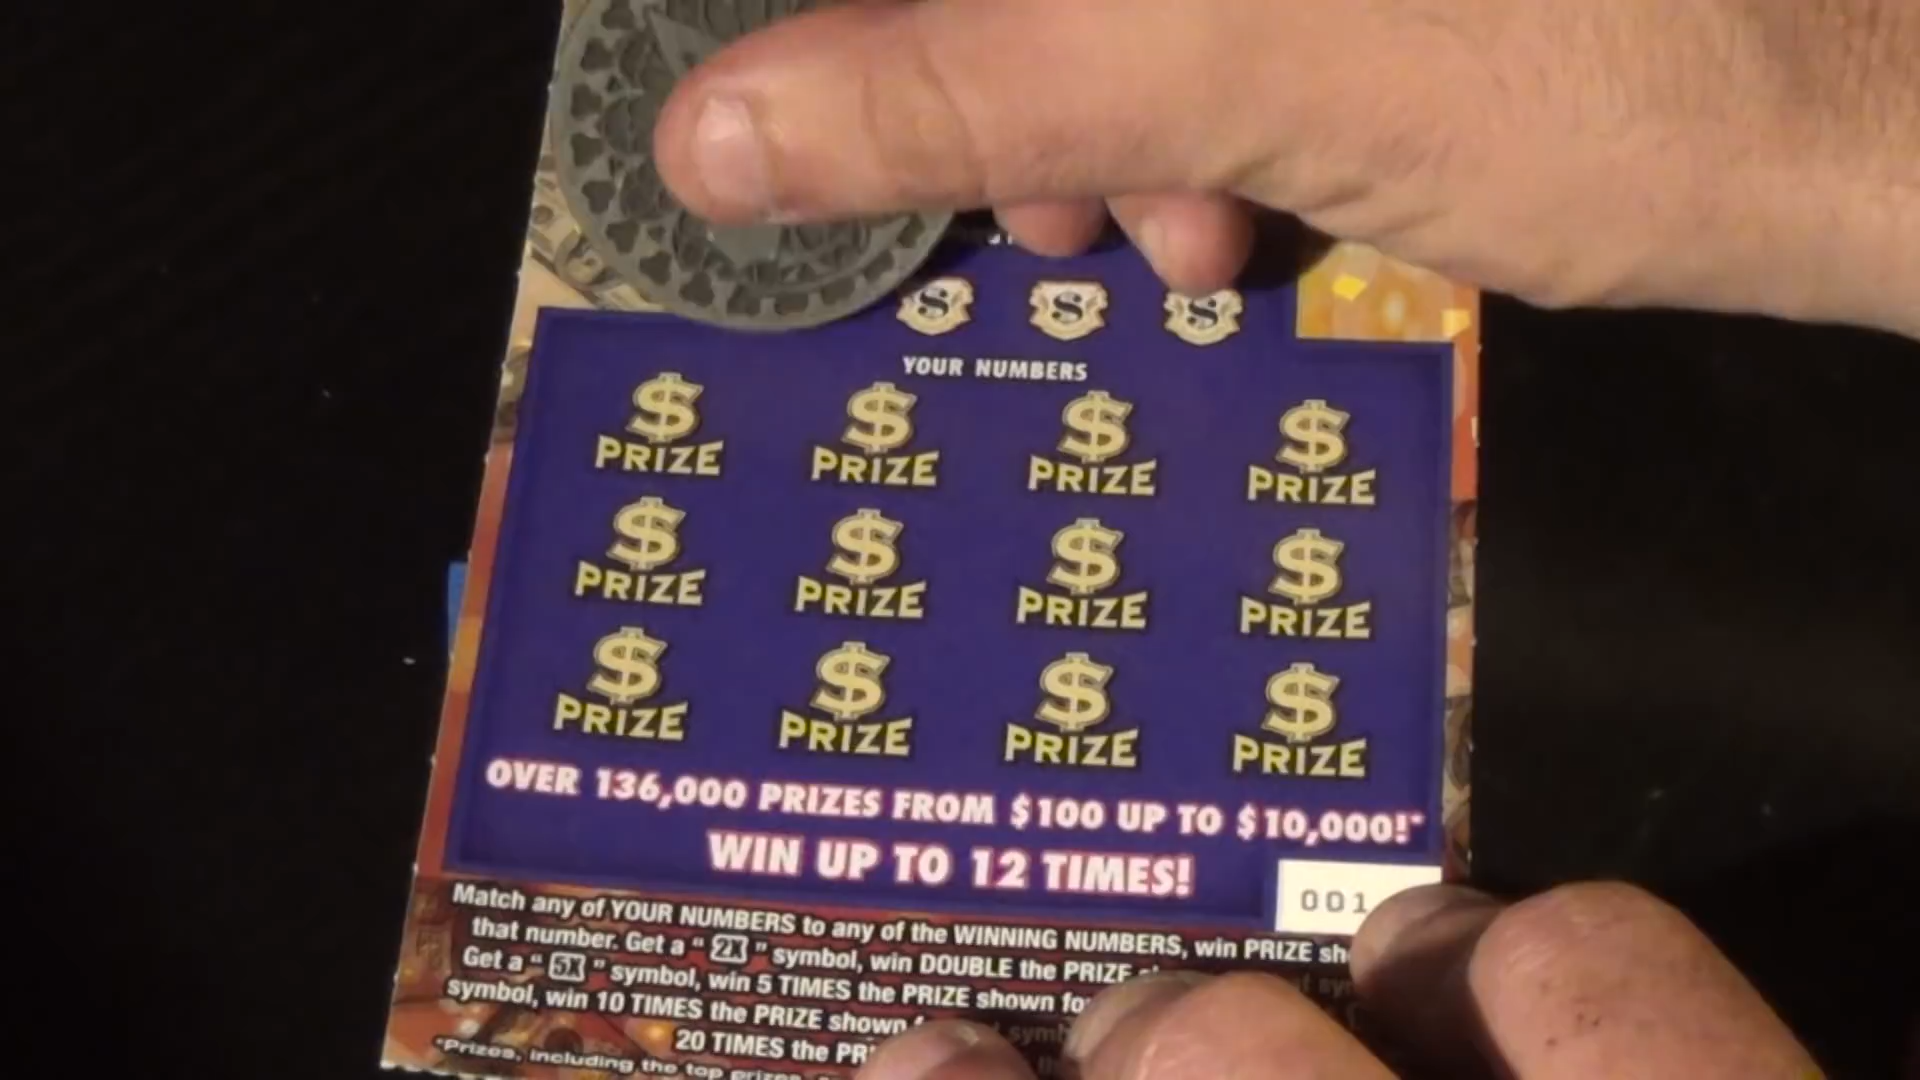 YOUR NUMBERS
$ $ $ $
PRIZE PRIZE PRIZE PRIZE
$ $ $ $
PRIZE PRIZE PRIZE PRIZE
$ $ $ $
PRIZE PRIZE PRIZE PRIZE
OVER 136,000 PRIZES FROM $100 UP TO $10,000!*
WIN UP TO 12 TIMES!
001
Match any of YOUR NUMBERS to any of the WINNING NUMBERS, win PRIZE
that number. Get a "2X" symbol, win DOUBLE the PRIZE
Get a "5X" symbol, win 5 TIMES the PRIZE shown
symbol, win 10 TIMES the PRIZE shown
20 TIMES the
*Prizes, including the top prizes,